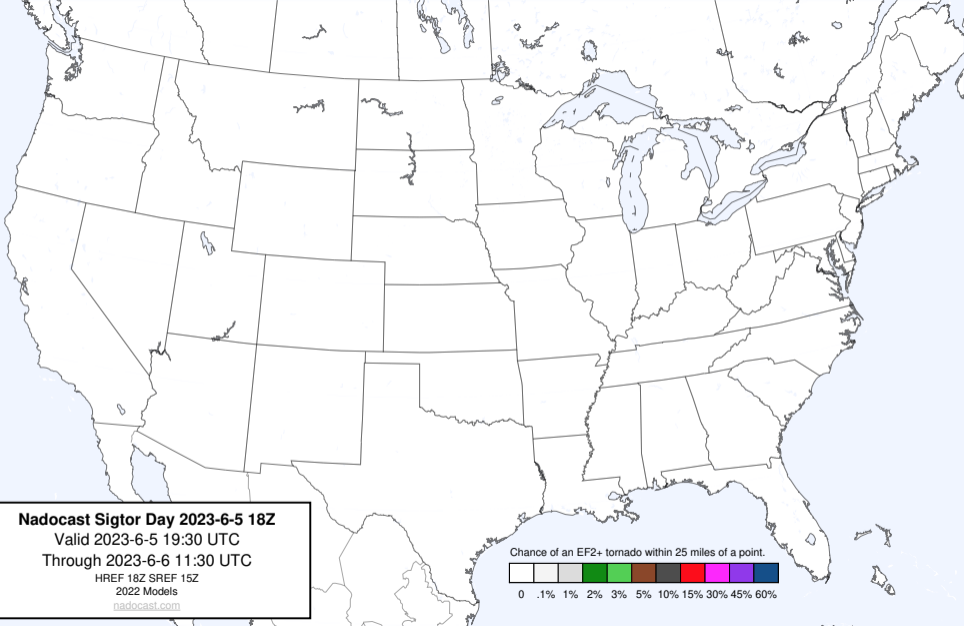 Nadocast Sigtor Day 2023-6-5 18Z
Valid 2023-6-5 19:30 UTC
Through 2023-6-6 11:30 UTC
HREF 18Z SREF 15Z
2022 Models
nadocast.com
Chance of an EF2+ tornado within 25 miles of a point.
0 .1% 1% 2% 3% 5% 10% 15% 30% 45% 60%